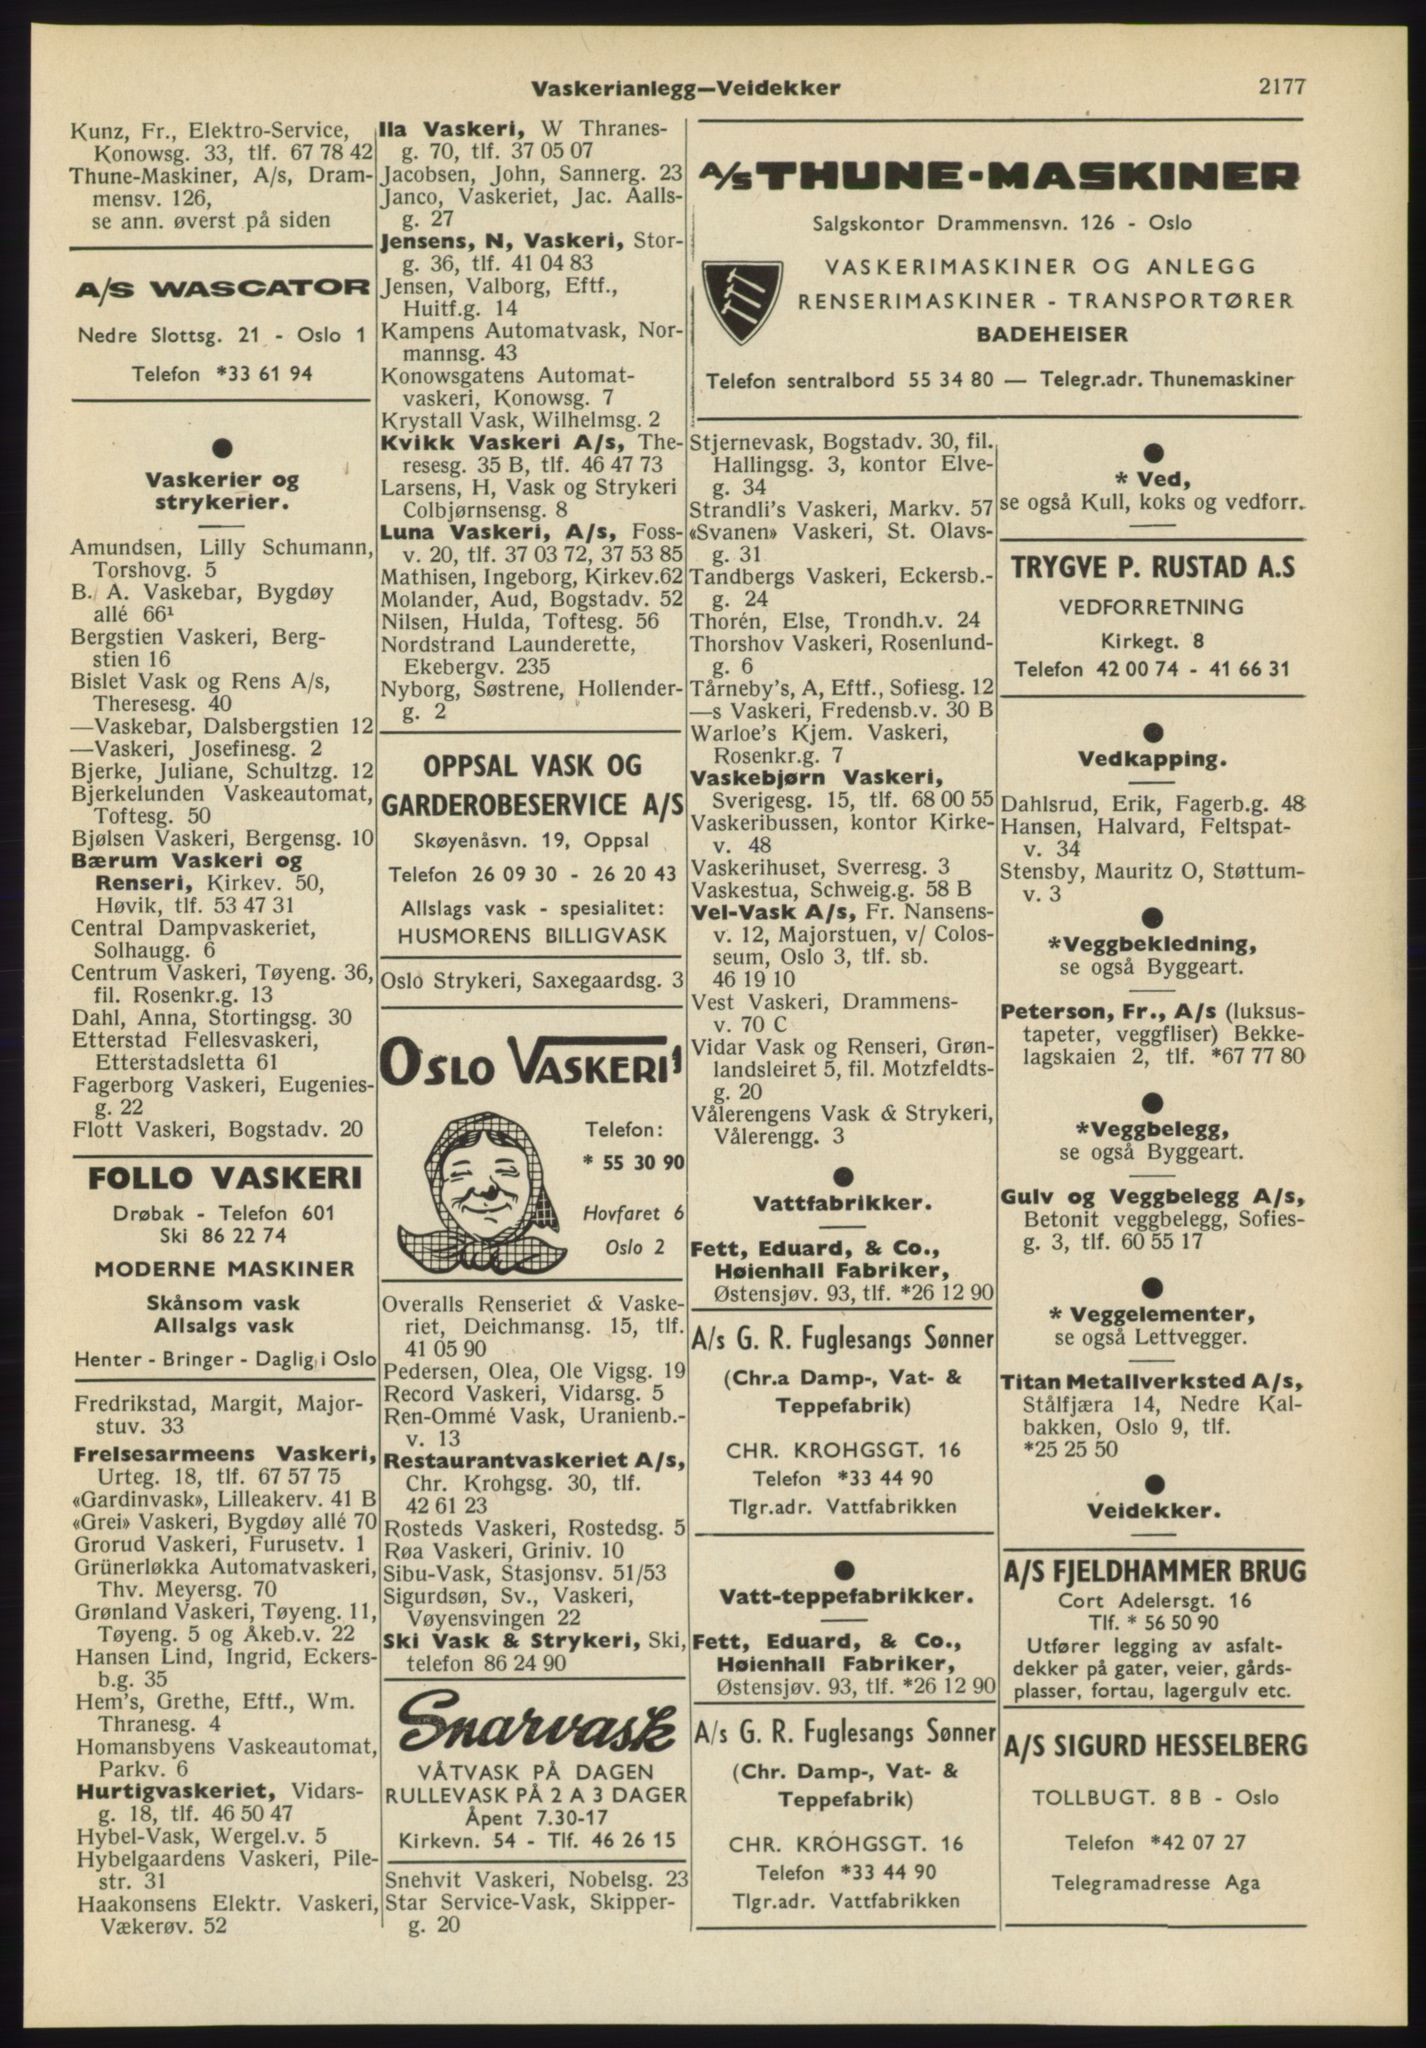 Vaskerianlegg—Veidekker
2177
Kunz, Fr., Elektro-Service,
Konowsg. 33, tlf. 67 78 42
Thune-Maskiner, A/s, Dram-
mensv. 126,
se ann. øverst på siden
A/S WASCATOR
Nedre Slottsg. 21 - Oslo 1
Telefon *33 61 94
Vaskerier og
strykerier.
Amundsen, Lilly Schumann,
Torshovg. 5
B. A. Vaskebar, Bygdøy
allé 66¹
Bergstien Vaskeri, Berg-
stien 16
Bislet Vask og Rens A/s,
Theresesg. 40
—Vaskebar, Dalsbergstien 12
—Vaskeri, Josefinesg. 2
Bjerke, Juliane, Schultzg. 12
Bjerkelunden Vaskeautomat,
Toftesg. 50
Bjølsen Vaskeri, Bergensg. 10
Bærum Vaskeri og
Renseri, Kirkev. 50,
Høvik, tlf. 53 47 31
Central Dampvaskeriet,
Solhaugg. 6
Centrum Vaskeri, Tøyeng. 36,
fil. Rosenkr.g. 13
Dahl, Anna, Stortingsg. 30
Etterstad Fellesvaskeri,
Etterstadsletta 61
Fagerborg Vaskeri, Eugenies-
g. 22
Flott Vaskeri, Bogstadv. 20
FOLLO VASKERI
Drøbak - Telefon 601
Ski 86 22 74
MODERNE MASKINER
Skånsom vask
Allsalgs vask
Henter - Bringer - Daglig i Oslo
Fredrikstad, Margit, Major-
stuv. 33
Frelsesarmeens Vaskeri,
Urteg. 18, tlf. 67 57 75
«Gardinvask», Lilleakerv. 41 B
«Grei» Vaskeri, Bygdøy allé 70
Grorud Vaskeri, Furusetv. 1
Grünerløkka Automatvaskeri,
Thv. Meyersg. 70
Grønland Vaskeri, Tøyeng. 11,
Tøyeng. 5 og Åkeb.v. 22
Hansen Lind, Ingrid, Eckers-
b.g. 35
Hem's, Grethe, Eftf., Wm.
Thranesg. 4
Homansbyens Vaskeautomat,
Parkv. 6
Hurtigvaskeriet, Vidars-
g. 18, tlf. 46 50 47
Hybel-Vask, Wergel.v. 5
Hybelgaardens Vaskeri, Pile-
str. 31
Haakonsens Elektr. Vaskeri,
Vækerøv. 52
Ila Vaskeri, W Thranes-
g. 70, tlf. 37 05 07
Jacobsen, John, Sannerg. 23
Janco, Vaskeriet, Jac. Aalls-
g. 27
Jensens, N, Vaskeri, Stor-
g. 36, tlf. 41 04 83
Jensen, Valborg, Eftf.,
Huitf.g. 14
Kampens Automatvask, Nor-
mannsg. 43
Konowsgatens Automat-
vaskeri, Konowsg. 7
Krystall Vask, Wilhelmsg. 2
Kvikk Vaskeri A/s, The-
resesg. 35 B, tlf. 46 47 73
Larsens, H, Vask og Strykeri
Colbjørnsensg. 8
Luna Vaskeri, A/s, Foss-
v. 20, tlf. 37 03 72, 37 53 85
Mathisen, Ingeborg, Kirkev.62
Molander, Aud, Bogstadv. 52
Nilsen, Hulda, Toftesg. 56
Nordstrand Launderette,
Ekebergv. 235
Nyborg, Søstrene, Hollender-
g. 2
OPPSAL VASK OG
GARDEROBESERVICE A/S
Skøyenåsvn. 19, Oppsal
Telefon 26 09 30 - 26 20 43
Allslags vask - spesialitet:
HUSMORENS BILLIGVASK
Oslo Strykeri, Saxegaardsg. 3
OSLO VASKERI
Telefon:
* 55 30 90
Hovfaret 6
Oslo 2
Overalls Renseriet & Vaske-
riet, Deichmansg. 15, tlf.
41 05 90
Pedersen, Olea, Ole Vigsg. 19
Record Vaskeri, Vidarsg. 5
Ren-Ommé Vask, Uranienb.-
v. 13
Restaurantvaskeriet A/s,
Chr. Krohgsg. 30, tlf.
42 61 23
Rosteds Vaskeri, Rostedsg. 5
Røa Vaskeri, Griniv. 10
Sibu-Vask, Stasjonsv. 51/53
Sigurdsøn, Sv., Vaskeri,
Vøyensvingen 22
Ski Vask & Strykeri, Ski,
telefon 86 24 90
Snarvask
VÅTVASK PÅ DAGEN
RULLEVASK PÅ 2 A 3 DAGER
Åpent 7.30-17
Kirkevn. 54 - Tlf. 46 26 15
Snehvit Vaskeri, Nobelsg. 23
Star Service-Vask, Skipper-
g. 20
A/S THUNE-MASKINER
Salgskontor Drammensvn. 126 - Oslo
VASKERIMASKINER OG ANLEGG
RENSERIMASKINER - TRANSPORTØRER
BADEHEISER
Telefon sentralbord 55 34 80 — Telegr.adr. Thunemaskiner
Stjernevask, Bogstadv. 30, fil.
Hallingsg. 3, kontor Elve-
g. 34
Strandli's Vaskeri, Markv. 57
«Svanen» Vaskeri, St. Olavs-
g. 31
Tandbergs Vaskeri, Eckersb.-
g. 24
Thorén, Else, Trondh.v. 24
Thorshov Vaskeri, Rosenlund-
g. 6
Tårneby's, A, Eftf., Sofiesg. 12
—s Vaskeri, Fredensb.v. 30 B
Warloe's Kjem. Vaskeri,
Rosenkr.g. 7
Vaskebjørn Vaskeri,
Sverigesg. 15, tlf. 68 00 55
Vaskeribussen, kontor Kirke-
v. 48
Vaskerihuset, Sverresg. 3
Vaskestua, Schweig.g. 58 B
Vel-Vask A/s, Fr. Nansens-
v. 12, Majorstuen, v/ Colos-
seum, Oslo 3, tlf. sb.
46 19 10
Vest Vaskeri, Drammens-
v. 70 C
Vidar Vask og Renseri, Grøn-
landsleiret 5, fil. Motzfeldts-
g. 20
Vålerengens Vask & Strykeri,
Vålerengg. 3
Vattfabrikker.
Fett, Eduard, & Co.,
Høienhall Fabriker,
Østensjøv. 93, tlf. *26 12 90
A/s G. R. Fuglesangs Sønner
(Chr.a Damp-, Vat- &
Teppefabrik)
CHR. KROHGSGT. 16
Telefon *33 44 90
Tlgr.adr. Vattfabrikken
Vatt-teppefabrikker.
Fett, Eduard, & Co.,
Høienhall Fabriker,
Østensjøv. 93, tlf. *26 12 90
A/s G. R. Fuglesangs Sønner
(Chr. Damp-, Vat- &
Teppefabrik)
CHR. KROHGSGT. 16
Telefon *33 44 90
Tlgr.adr. Vattfabrikken
* Ved,
se også Kull, koks og vedforr.
TRYGVE P. RUSTAD A.S
VEDFORRETNING
Kirkegt. 8
Telefon 42 00 74 - 41 66 31
Vedkapping.
Dahlsrud, Erik, Fagerb.g. 48
Hansen, Halvard, Feltspat-
v. 34
Stensby, Mauritz O, Støttum-
v. 3
*Veggbekledning,
se også Byggeart.
Peterson, Fr., A/s (luksus-
tapeter, veggfliser) Bekke-
lagskaien 2, tlf. *67 77 80
*Veggbelegg,
se også Byggeart.
Gulv og Veggbelegg A/s,
Betonit veggbelegg, Sofies-
g. 3, tlf. 60 55 17
* Veggelementer,
se også Lettvegger.
Titan Metallverksted A/s,
Stålfjæra 14, Nedre Kal-
bakken, Oslo 9, tlf.
*25 25 50
Veidekker.
A/S FJELDHAMMER BRUG
Cort Adelersgt. 16
Tlf. * 56 50 90
Utfører legging av asfalt-
dekker på gater, veier, gårds-
plasser, fortau, lagergulv etc.
A/S SIGURD HESSELBERG
TOLLBUGT. 8 B - Oslo
Telefon *42 07 27
Telegramadresse Aga